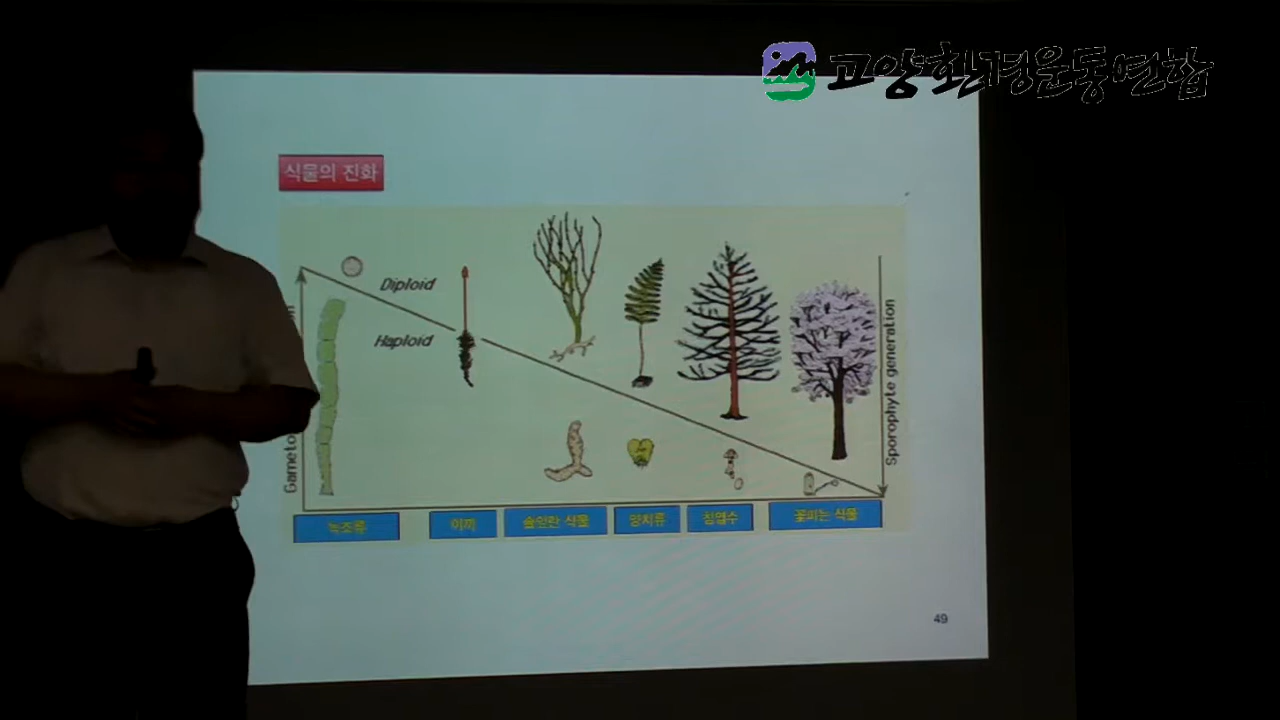 고양환경운동연합
식물의 진화
Diploid
Haploid
Sporophyte generation
녹조류
이끼
솔잎란 식물
양치류
침엽수
꽃피는 식물
49